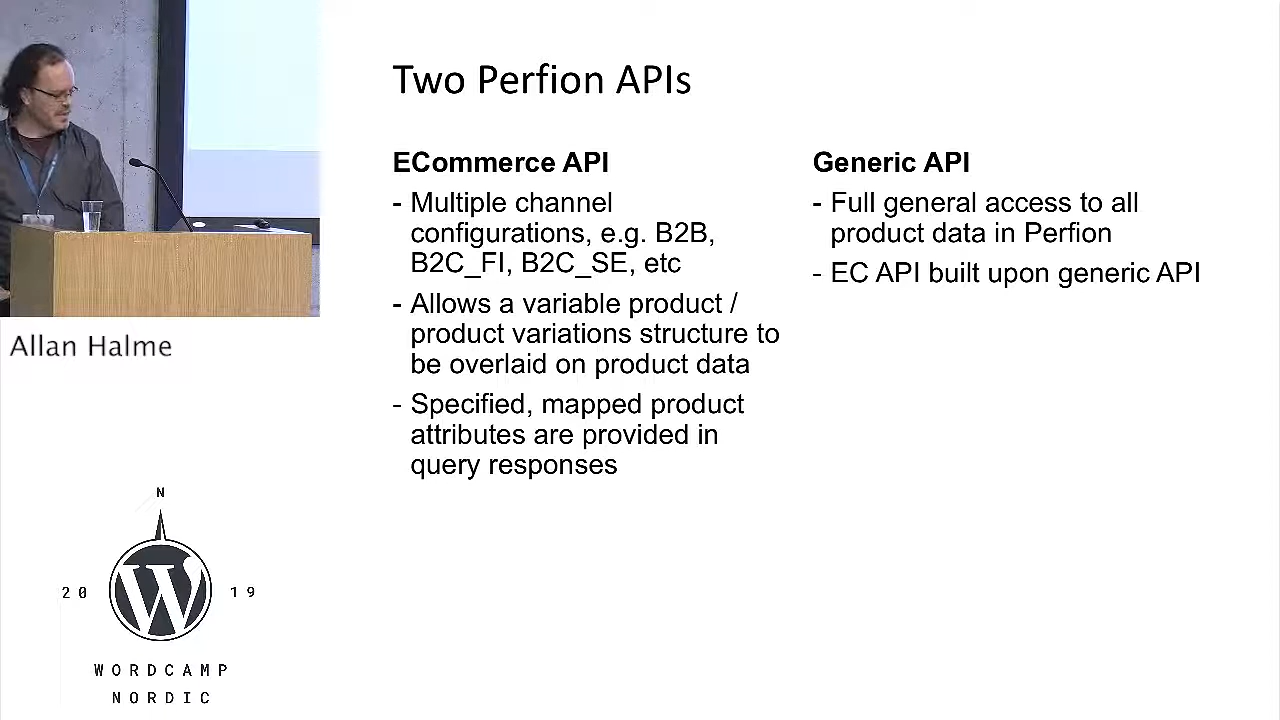 Two Perfion APIs
ECommerce API
- Multiple channel
configurations, e.g. B2B,
B2C_FI, B2C_SE, etc
- Allows a variable product /
product variations structure to
be overlaid on product data
- Specified, mapped product
attributes are provided in
query responses
Generic API
- Full general access to all
product data in Perfion
- EC API built upon generic API
Allan Halme
N
20 19
WORDCAMP
NORDIC